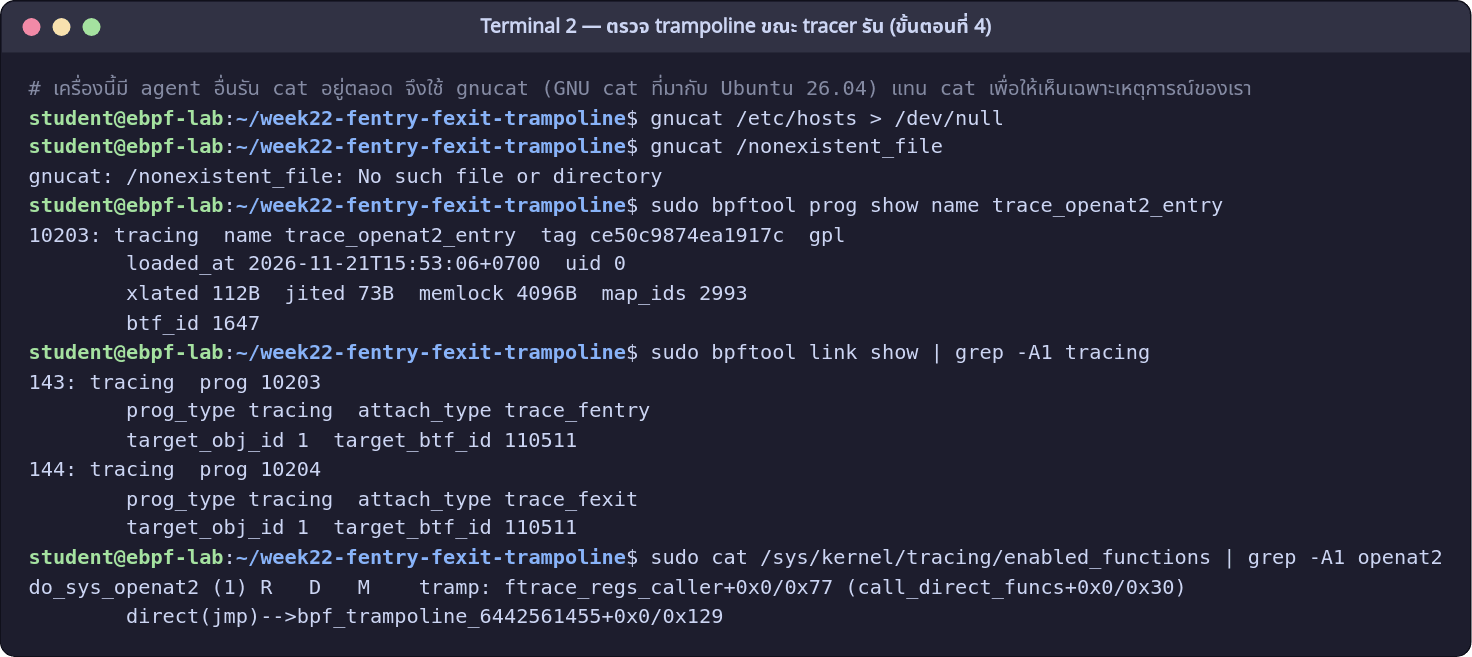 Terminal 2 — ตรวจ trampoline ขณะ tracer รัน (ขั้นตอนที่ 4)
# เครื่องนี้มี agent อื่นรัน cat อยู่ตลอด จึงใช้ gnucat (GNU cat ที่มากับ Ubuntu 26.04) แทน cat เพื่อให้เห็นเฉพาะเหตุการณ์ของเรา
student@ebpf-lab:~/week22-fentry-fexit-trampoline$ gnucat /etc/hosts > /dev/null
student@ebpf-lab:~/week22-fentry-fexit-trampoline$ gnucat /nonexistent_file
gnucat: /nonexistent_file: No such file or directory
student@ebpf-lab:~/week22-fentry-fexit-trampoline$ sudo bpftool prog show name trace_openat2_entry
10203: tracing  name trace_openat2_entry  tag ce50c9874ea1917c  gpl
        loaded_at 2026-11-21T15:53:06+0700  uid 0
        xlated 112B  jited 73B  memlock 4096B  map_ids 2993
        btf_id 1647
student@ebpf-lab:~/week22-fentry-fexit-trampoline$ sudo bpftool link show | grep -A1 tracing
143: tracing  prog 10203
        prog_type tracing  attach_type trace_fentry
        target_obj_id 1  target_btf_id 110511
144: tracing  prog 10204
        prog_type tracing  attach_type trace_fexit
        target_obj_id 1  target_btf_id 110511
student@ebpf-lab:~/week22-fentry-fexit-trampoline$ sudo cat /sys/kernel/tracing/enabled_functions | grep -A1 openat2
do_sys_openat2 (1) R   D   M    tramp: ftrace_regs_caller+0x0/0x77 (call_direct_funcs+0x0/0x30)
        direct(jmp)-->bpf_trampoline_6442561455+0x0/0x129